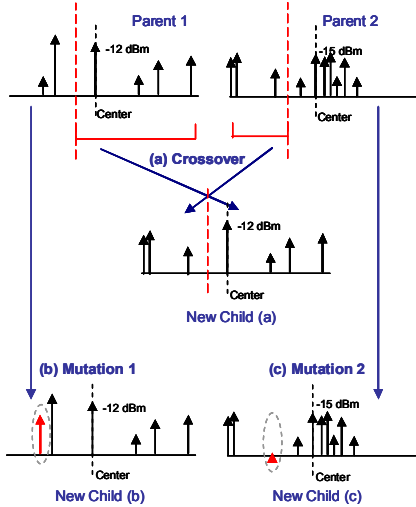 Parent 1
Parent 2
-12 dBm
-15 dBm
Center
Center
(a) Crossover
-12 dBm
Center
New Child (a)
(b) Mutation 1
(c) Mutation 2
-12 dBm
-15 dBm
Center
Center
New Child (b)
New Child (c)